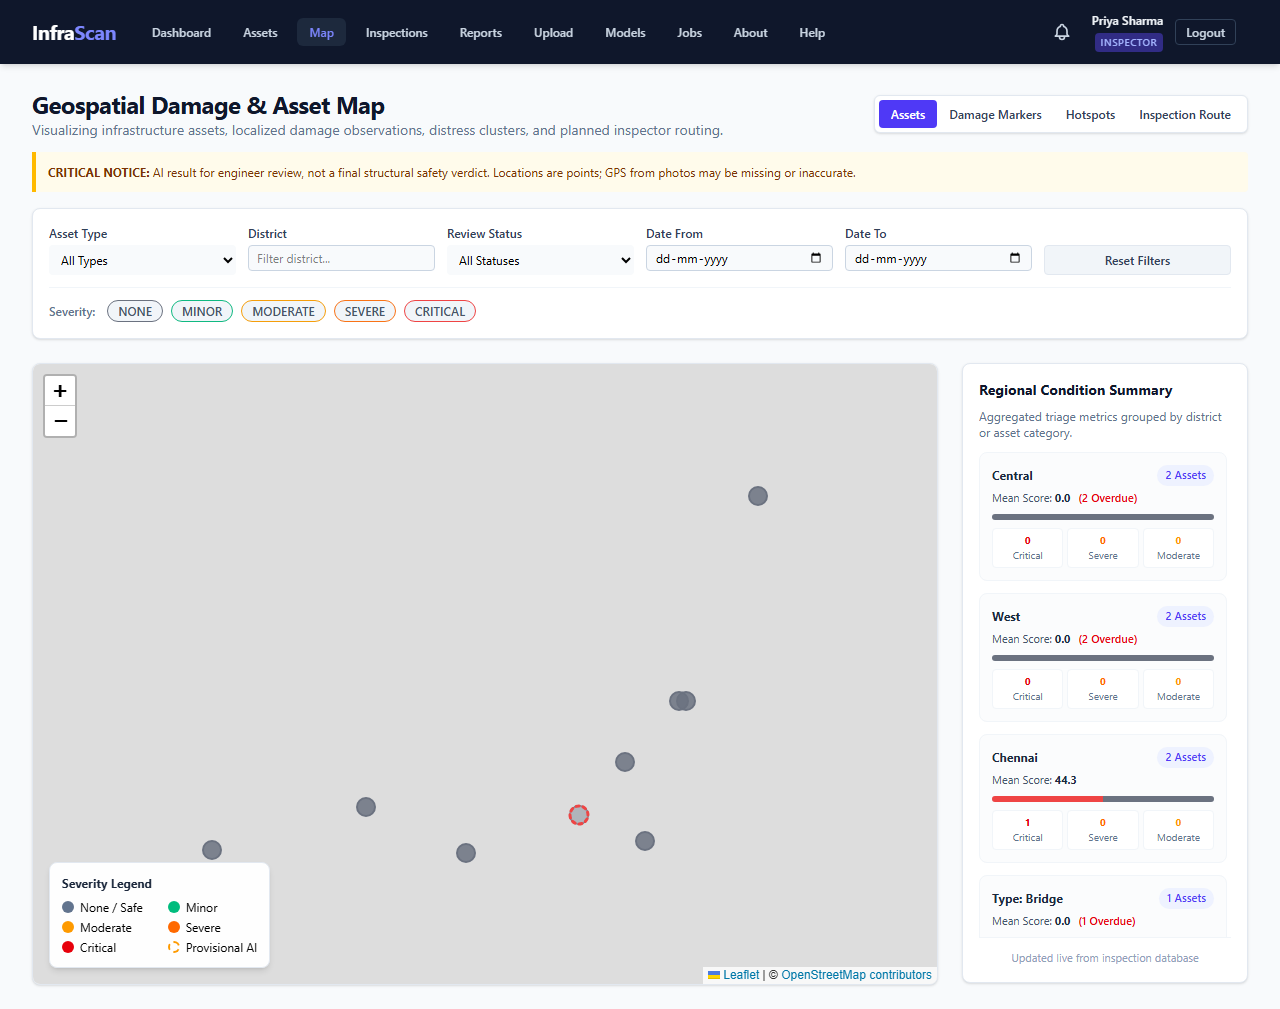 InfraScan
Dashboard
Assets
Map
Inspections
Reports
Upload
Models
Jobs
About
Help
Priya Sharma
INSPECTOR
Logout
Geospatial Damage & Asset Map
Visualizing infrastructure assets, localized damage observations, distress clusters, and planned inspector routing.
Assets
Damage Markers
Hotspots
Inspection Route
CRITICAL NOTICE: AI result for engineer review, not a final structural safety verdict. Locations are points; GPS from photos may be missing or inaccurate.
Asset Type
District
Review Status
Date From
Date To
All Types
Filter district...
All Statuses
dd-mm-yyyy
dd-mm-yyyy
Reset Filters
Severity:
NONE
MINOR
MODERATE
SEVERE
CRITICAL
+
−
Severity Legend
None / Safe
Minor
Moderate
Severe
Critical
Provisional AI
Leaflet | © OpenStreetMap contributors
Regional Condition Summary
Aggregated triage metrics grouped by district
or asset category.
Central
2 Assets
Mean Score: 0.0 (2 Overdue)
0
0
0
Critical
Severe
Moderate
West
2 Assets
Mean Score: 0.0 (2 Overdue)
0
0
0
Critical
Severe
Moderate
Chennai
2 Assets
Mean Score: 44.3
1
0
0
Critical
Severe
Moderate
Type: Bridge
1 Assets
Mean Score: 0.0 (1 Overdue)
Updated live from inspection database